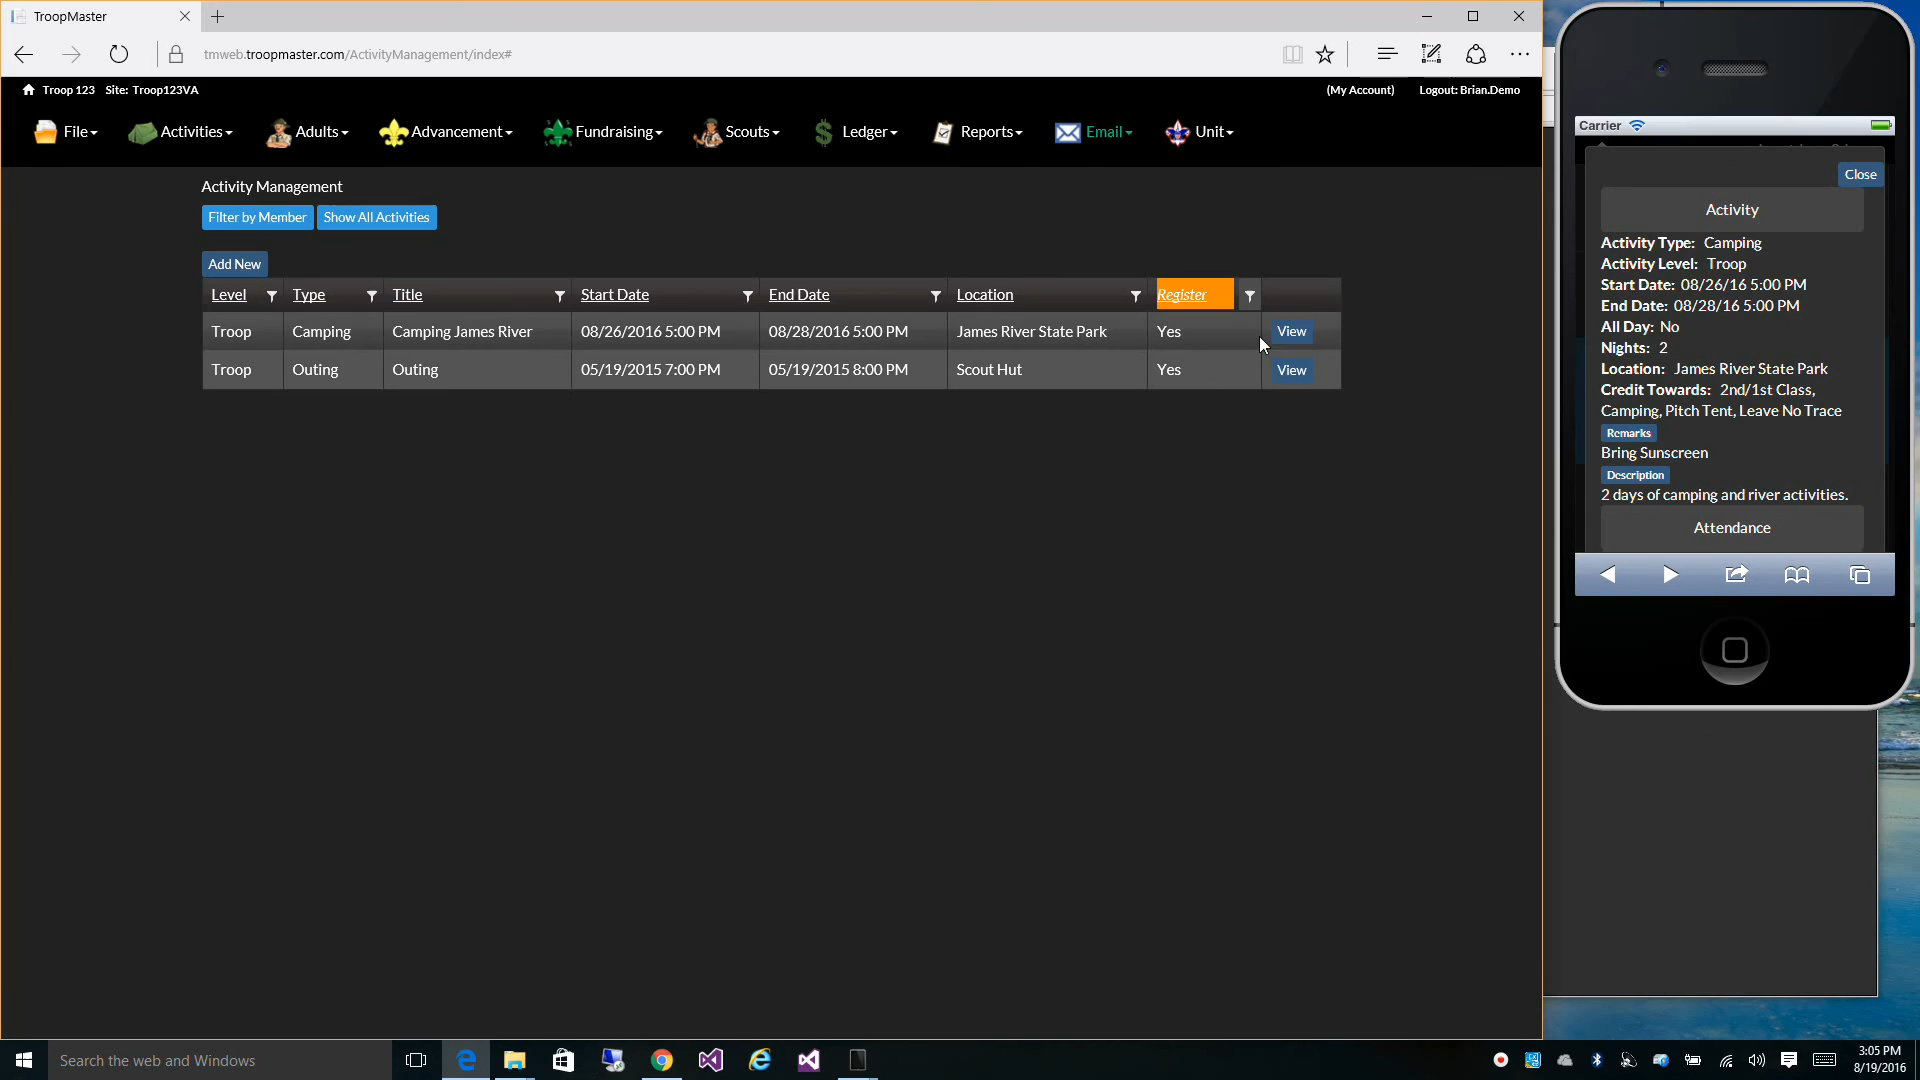 TroopMaster
tmweb.troopmaster.com/ActivityManagement/index#
Troop 123 Site: Troop123VA (My Account) Logout: Brian.Demo
File Activities Adults Advancement Fundraising Scouts Ledger Reports Email Unit
Activity Management
Filter by Member Show All Activities
Add New
Level Type Title Start Date End Date Location Register
Troop Camping Camping James River 08/26/2016 5:00 PM 08/28/2016 5:00 PM James River State Park Yes View
Troop Outing Outing 05/19/2015 7:00 PM 05/19/2015 8:00 PM Scout Hut Yes View
Carrier
Close
Activity
Activity Type: Camping
Activity Level: Troop
Start Date: 08/26/16 5:00 PM
End Date: 08/28/16 5:00 PM
All Day: No
Nights: 2
Location: James River State Park
Credit Towards: 2nd/1st Class,
Camping, Pitch Tent, Leave No Trace
Remarks
Bring Sunscreen
Description
2 days of camping and river activities.
Attendance
Search the web and Windows
3:05 PM
8/19/2016